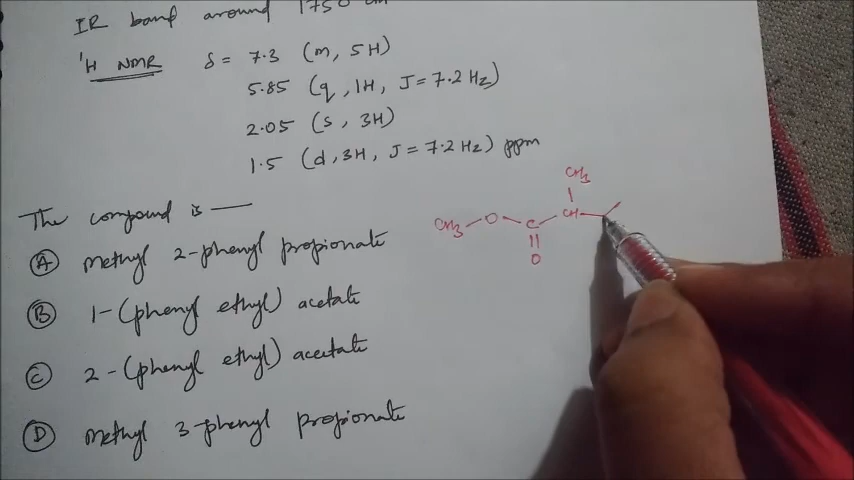 IR band around 1750 cm
¹H NMR δ = 7.3 (m, 5H)
5.85 (q, 1H, J = 7.2 Hz)
2.05 (s, 3H)
1.5 (d, 3H, J = 7.2 Hz) ppm
The compound is ——
(A) Methyl 2-phenyl propionate
(B) 1-(phenyl ethyl) acetate
(C) 2-(phenyl ethyl) acetate
(D) Methyl 3-phenyl propionate
CH₃
CH₃ O C CH
O